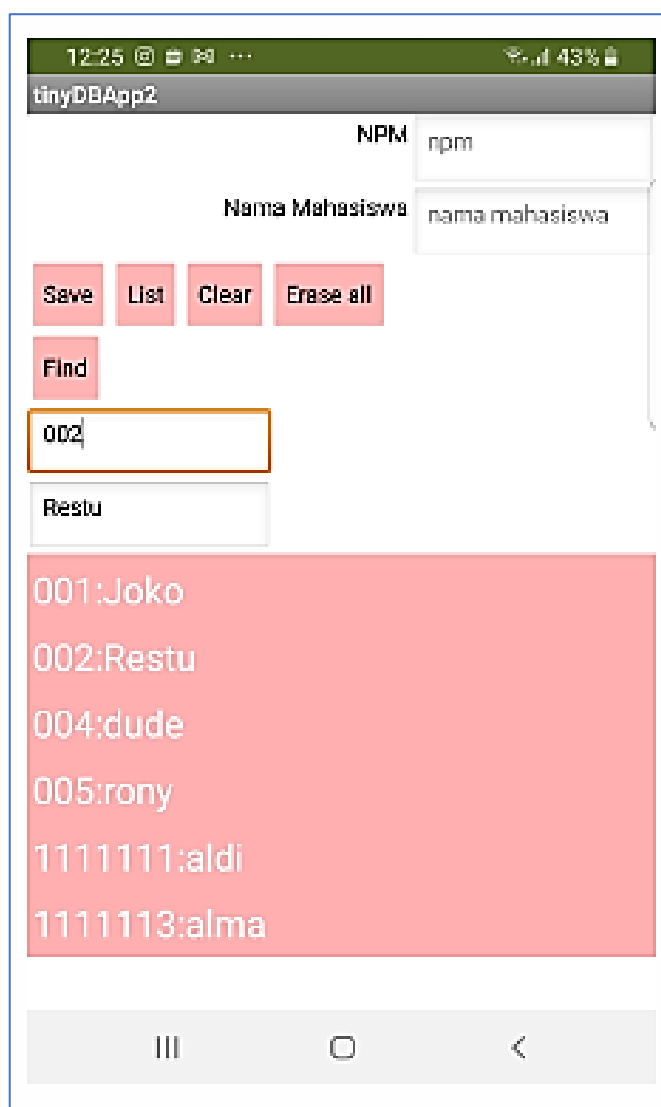 12:25 ... 43%
tinyDBApp2
NPM npm
Nama Mahasiswa nama mahasiswa
Save List Clear Erase all
Find
002
Restu
001:Joko
002:Restu
004:dude
005:rony
1111111:aldi
1111113:alma